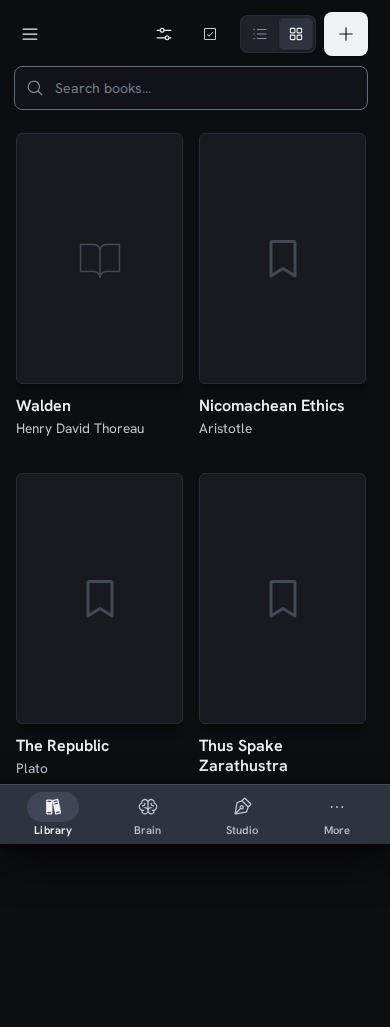 Search books...
Walden
Nicomachean Ethics
Henry David Thoreau
Aristotle
The Republic
Thus Spake
Zarathustra
Plato
Library
Brain
Studio
More